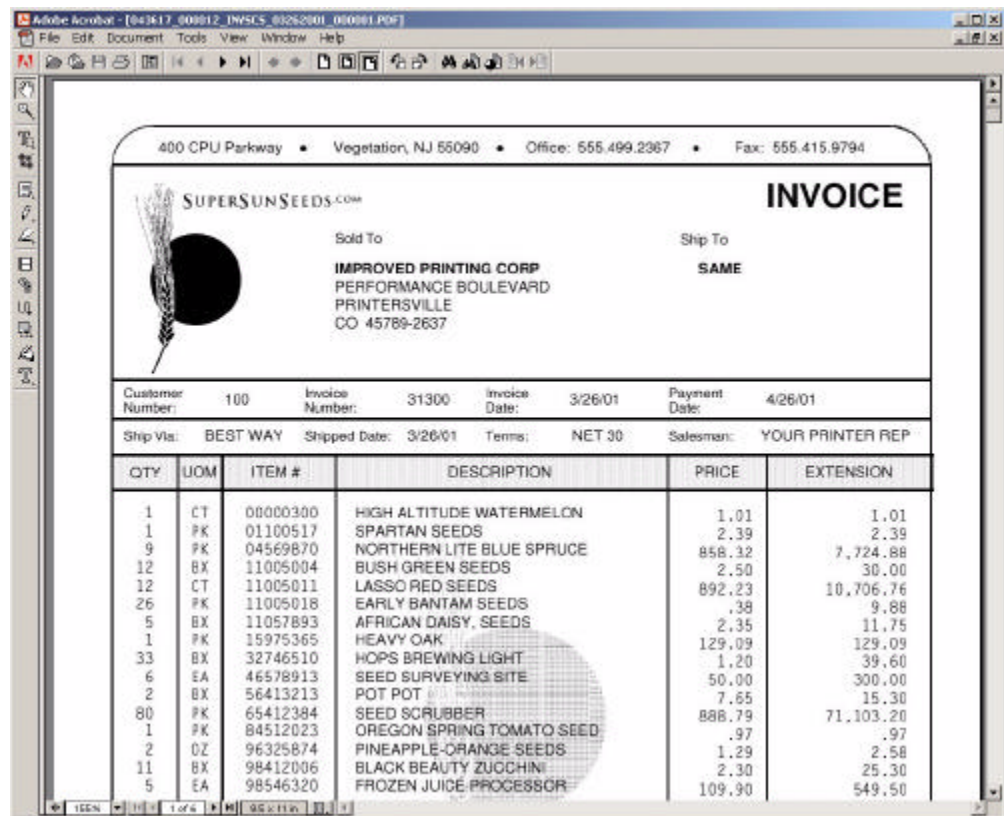 Adobe Acrobat - [043617_000012_INVSCS_03262001_000001.PDF]
File Edit Document Tools View Window Help
400 CPU Parkway • Vegetation, NJ 55090 • Office: 555.499.2367 • Fax: 555.415.9794
SUPERSUNSEEDS.COM
INVOICE
Sold To Ship To
IMPROVED PRINTING CORP SAME
PERFORMANCE BOULEVARD
PRINTERSVILLE
CO 45789-2637
Customer Number: 100 Invoice Number: 31300 Invoice Date: 3/26/01 Payment Date: 4/26/01
Ship Via: BEST WAY Shipped Date: 3/26/01 Terms: NET 30 Salesman: YOUR PRINTER REP
QTY UOM ITEM # DESCRIPTION PRICE EXTENSION
1 CT 00000300 HIGH ALTITUDE WATERMELON 1.01 1.01
1 PK 01100517 SPARTAN SEEDS 2.39 2.39
9 PK 04569870 NORTHERN LITE BLUE SPRUCE 858.32 7,724.88
12 BX 11005004 BUSH GREEN SEEDS 2.50 30.00
12 CT 11005011 LASSO RED SEEDS 892.23 10,706.76
26 PK 11005018 EARLY BANTAM SEEDS .38 9.88
5 BX 11057893 AFRICAN DAISY, SEEDS 2.35 11.75
1 PK 15975365 HEAVY OAK 129.09 129.09
33 BX 32746510 HOPS BREWING LIGHT 1.20 39.60
6 EA 46578913 SEED SURVEYING SITE 50.00 300.00
2 BX 56413213 POT POT 7.65 15.30
80 PK 65412384 SEED SCRUBBER 888.79 71,103.20
1 PK 84512023 OREGON SPRING TOMATO SEED .97 .97
2 OZ 96325874 PINEAPPLE-ORANGE SEEDS 1.29 2.58
11 BX 98412006 BLACK BEAUTY ZUCCHINI 2.30 25.30
5 EA 98546320 FROZEN JUICE PROCESSOR 109.90 549.50
155% 1 of 6 9.5 x 11 in